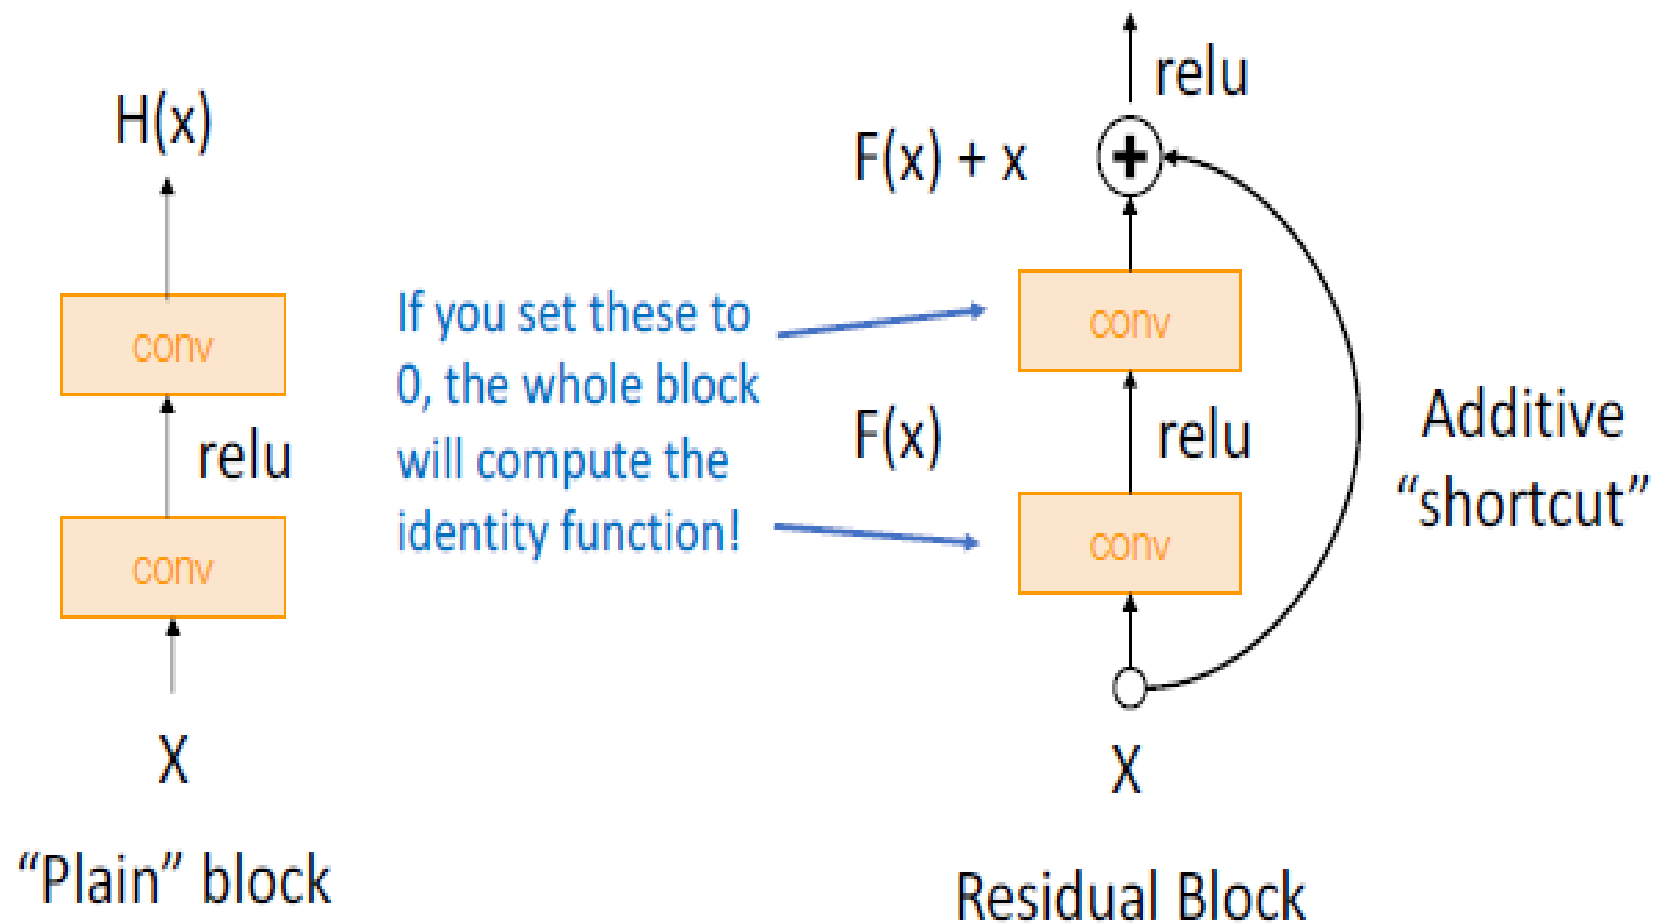 H(x)
conv
relu
conv
X
“Plain” block
If you set these to
0, the whole block
will compute the
identity function!
relu
F(x) + x
+
conv
F(x)
relu
conv
X
Additive
“shortcut”
Residual Block